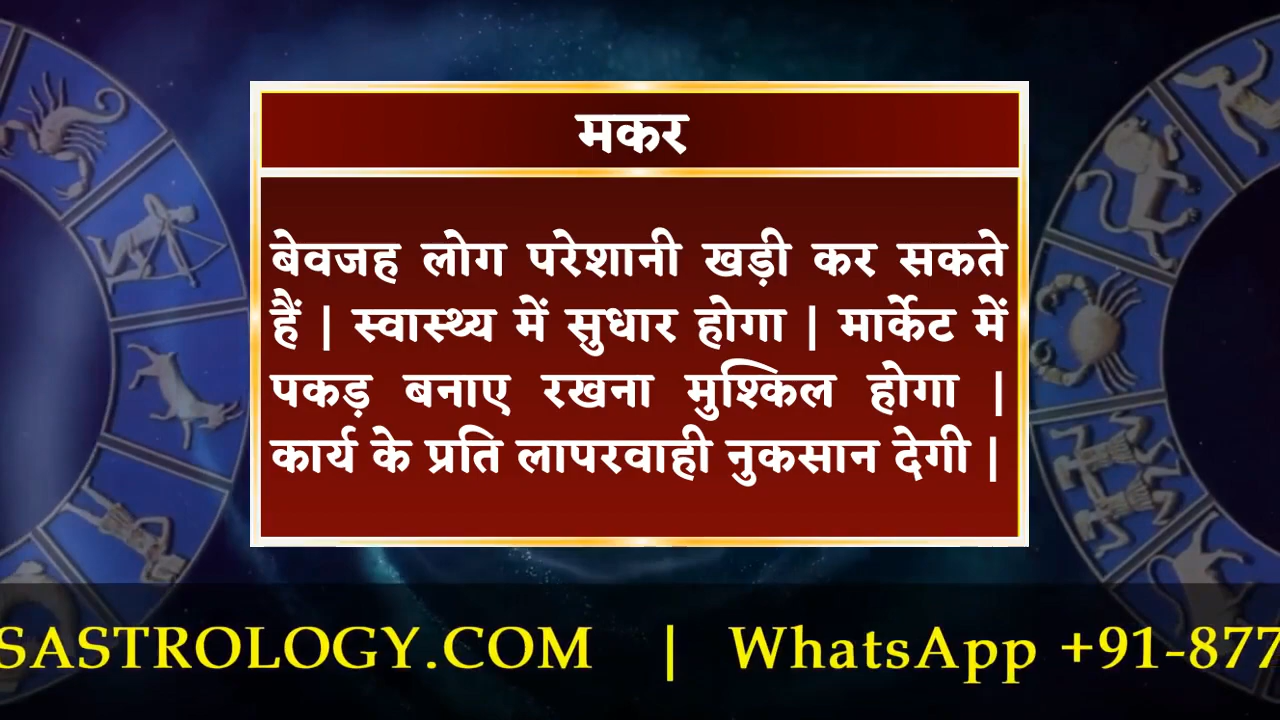 मकर
बेवजह लोग परेशानी खड़ी कर सकते
हैं | स्वास्थ्य में सुधार होगा | मार्केट में
पकड़ बनाए रखना मुश्किल होगा |
कार्य के प्रति लापरवाही नुकसान देगी |
SASTROLOGY.COM | WhatsApp +91-877